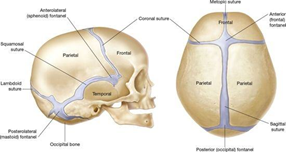 Anterolateral
(sphenoid) fontanel
Squamosal
suture
Lambdoid
suture
Posterolateral
(mastoid) fontanel
Occipital bone
Parietal
Frontal
Temporal
Coronal suture
Metopic suture
Anterior
(frontal)
fontanel
Parietal
Parietal
Sagittal
suture
Posterior (occipital) fontanel